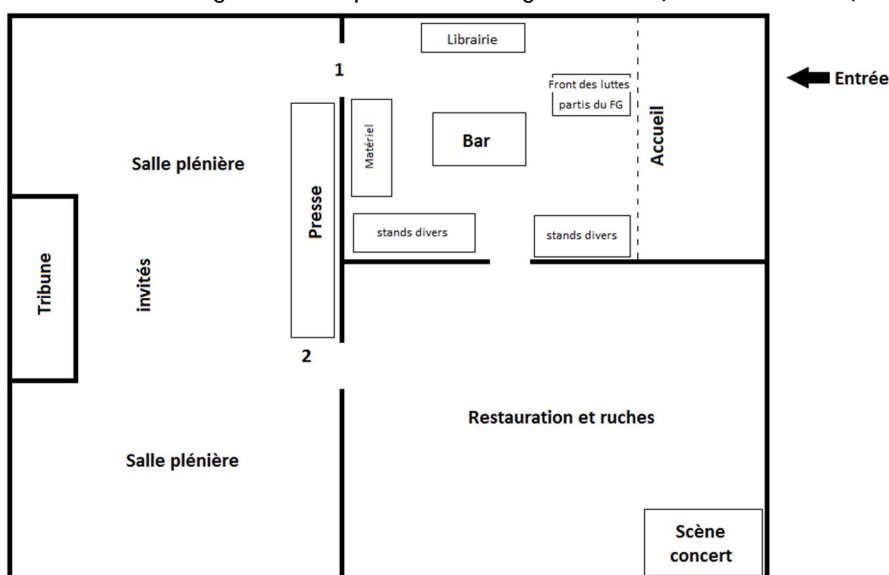 Librairie
1
Entrée
Front des luttes
partis du FG
Accueil
Matériel
Bar
Salle plénière
Presse
stands divers
stands divers
Tribune
invités
2
Restauration et ruches
Salle plénière
Scène
concert